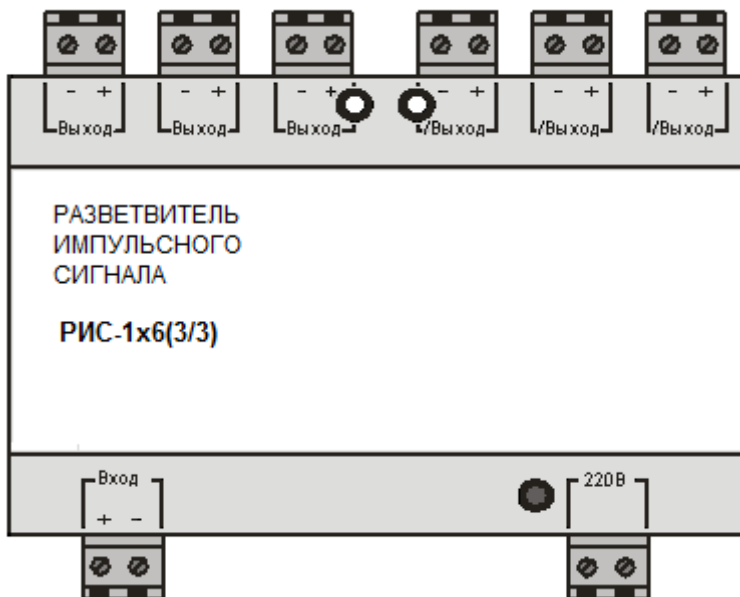 - + - + - + - + - + - +
Выход Выход Выход /Выход /Выход /Выход
РАЗВЕТВИТЕЛЬ
ИМПУЛЬСНОГО
СИГНАЛА
РИС-1х6(3/3)
Вход 220В
+ -